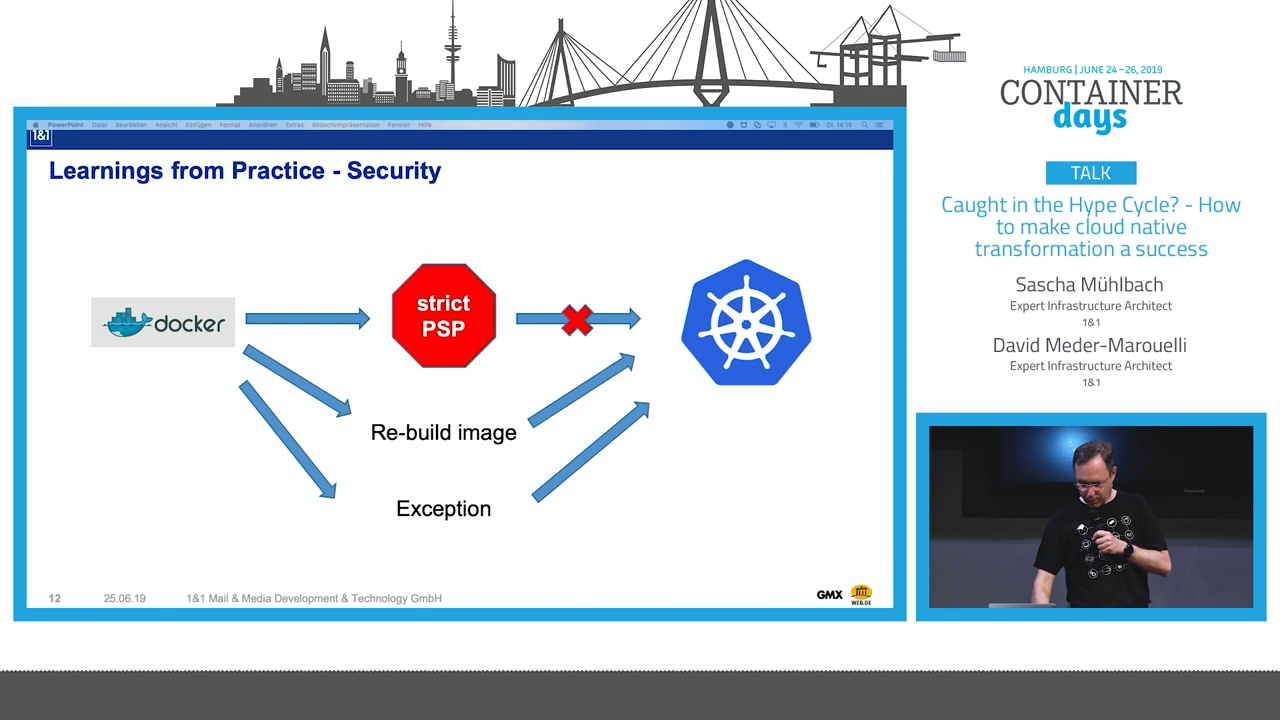 HAMBURG | JUNE 24 – 26, 2019
CONTAINER
days
TALK
Caught in the Hype Cycle? - How
to make cloud native
transformation a success
Sascha Mühlbach
Expert Infrastructure Architect
1&1
David Meder-Marouelli
Expert Infrastructure Architect
1&1
PowerPoint Datei Bearbeiten Ansicht Einfügen Format Anordnen Extras Bildschirmpräsentation Fenster Hilfe
Di. 14:15
1&1
Learnings from Practice - Security
docker
strict
PSP
Re-build image
Exception
12 25.06.19 1&1 Mail & Media Development & Technology GmbH
GMX
WEB.DE